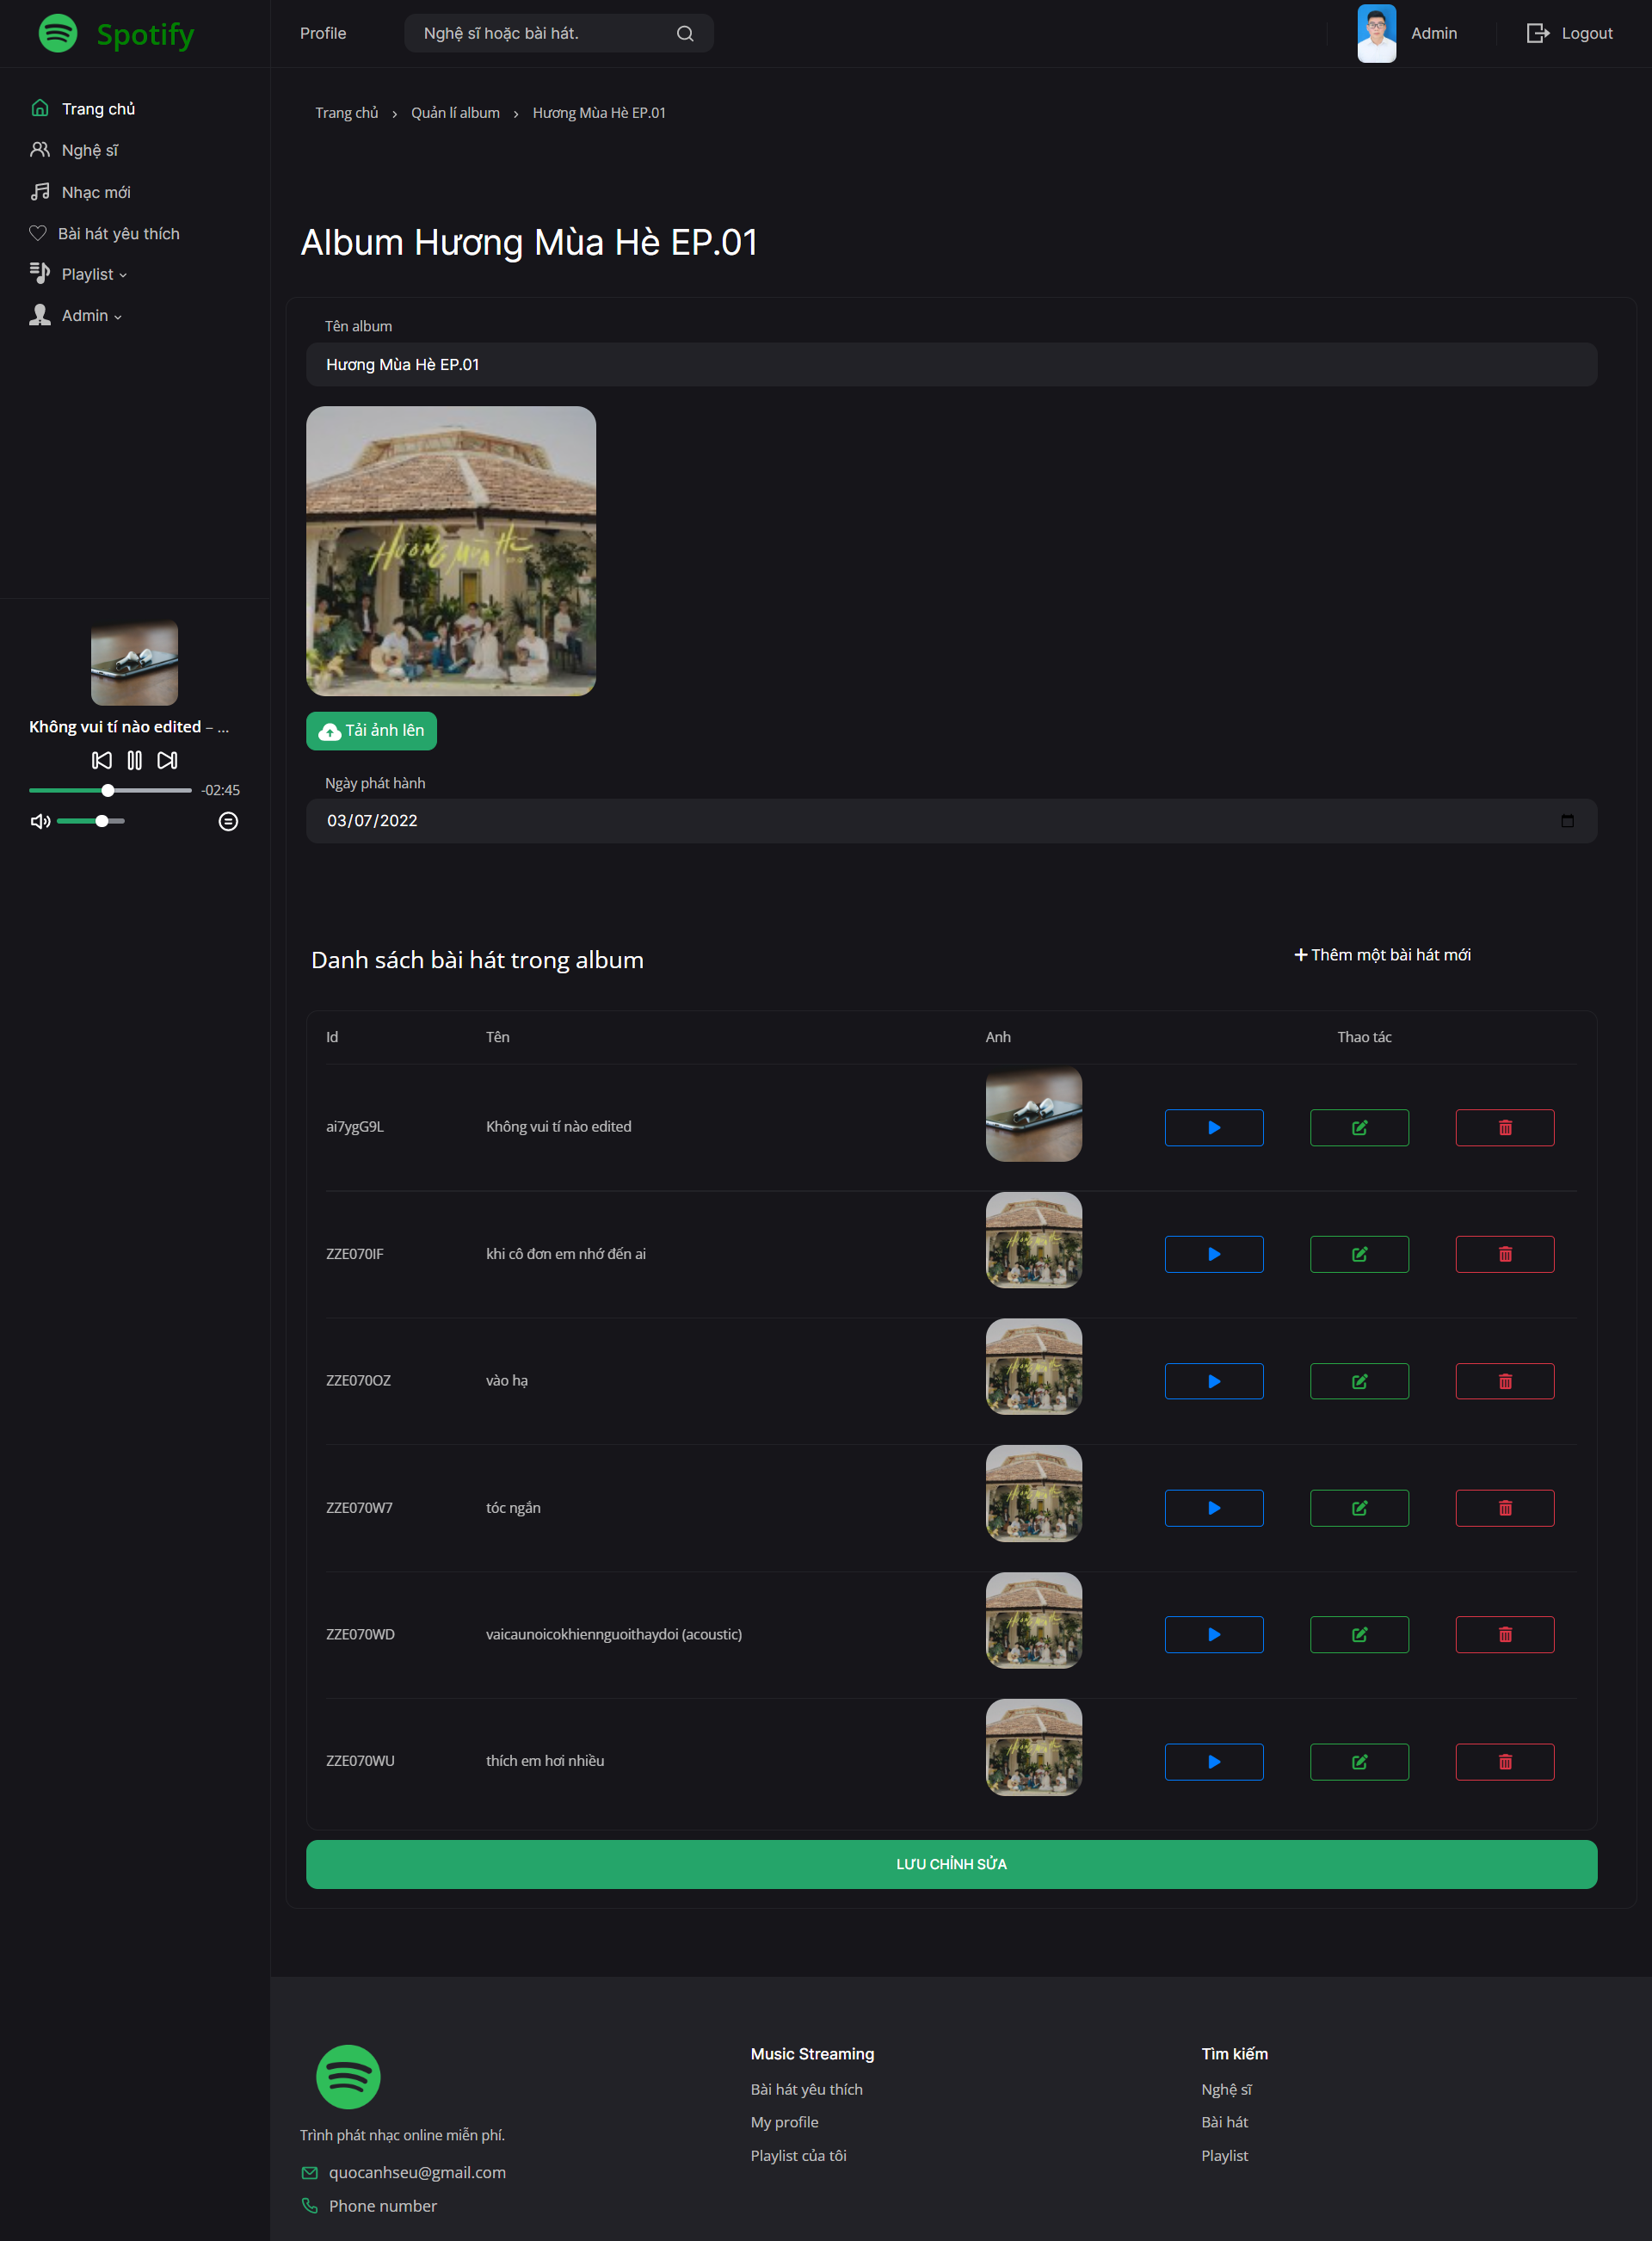 Spotify
Profile
Nghệ sĩ hoặc bài hát.
Admin
Logout
Trang chủ
Nghệ sĩ
Nhạc mới
Bài hát yêu thích
Playlist
Admin
Không vui tí nào edited – ...
-02:45
Trang chủ › Quản lí album › Hương Mùa Hè EP.01
Album Hương Mùa Hè EP.01
Tên album
Hương Mùa Hè EP.01
HƯƠNG MÙA HÈ
Tải ảnh lên
Ngày phát hành
03/07/2022
Danh sách bài hát trong album
+ Thêm một bài hát mới
Id Tên Anh Thao tác
ai7ygG9L Không vui tí nào edited
ZZE070IF khi cô đơn em nhớ đến ai
ZZE070OZ vào hạ
ZZE070W7 tóc ngắn
ZZE070WD vaicaunoicokhiennguoithaydoi (acoustic)
ZZE070WU thích em hơi nhiều
LƯU CHỈNH SỬA
Trình phát nhạc online miễn phí.
quocanhseu@gmail.com
Phone number
Music Streaming
Bài hát yêu thích
My profile
Playlist của tôi
Tìm kiếm
Nghệ sĩ
Bài hát
Playlist